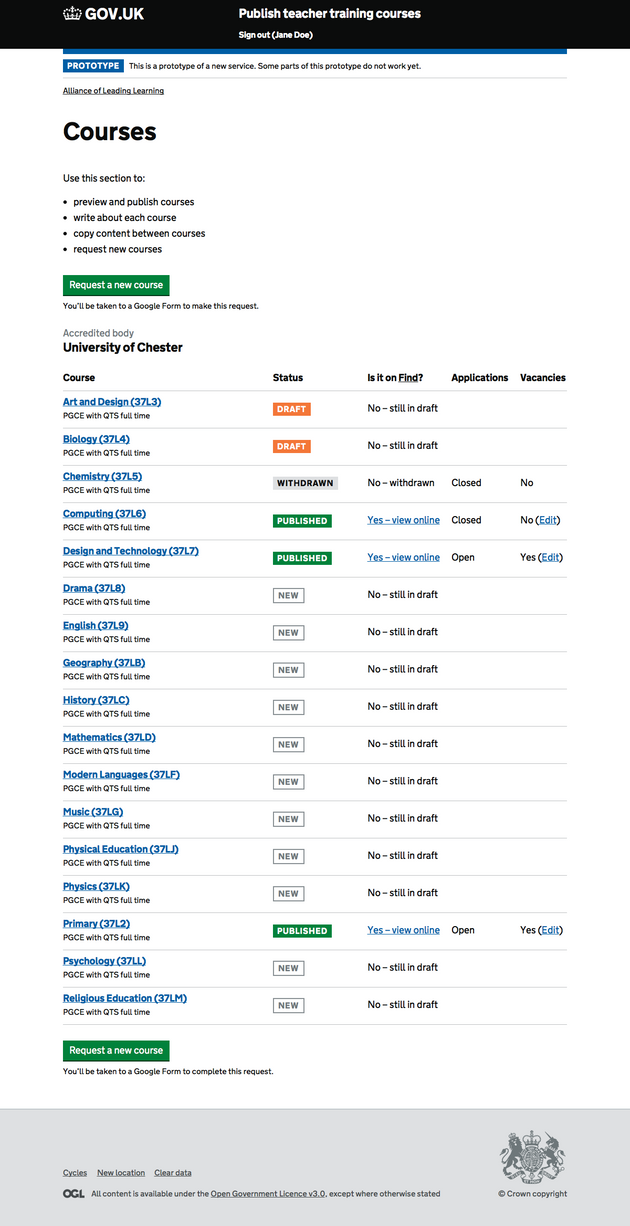 GOV.UK
Publish teacher training courses
Sign out (Jane Doe)
PROTOTYPE This is a prototype of a new service. Some parts of this prototype do not work yet.
Alliance of Leading Learning
Courses
Use this section to:
• preview and publish courses
• write about each course
• copy content between courses
• request new courses
Request a new course
You'll be taken to a Google Form to make this request.
Accredited body
University of Chester
Course Status Is it on Find? Applications Vacancies
Art and Design (37L3) DRAFT No – still in draft
PGCE with QTS full time
Biology (37L4) DRAFT No – still in draft
PGCE with QTS full time
Chemistry (37L5) WITHDRAWN No – withdrawn Closed No
PGCE with QTS full time
Computing (37L6) PUBLISHED Yes – view online Closed No (Edit)
PGCE with QTS full time
Design and Technology (37L7) PUBLISHED Yes – view online Open Yes (Edit)
PGCE with QTS full time
Drama (37L8) NEW No – still in draft
PGCE with QTS full time
English (37L9) NEW No – still in draft
PGCE with QTS full time
Geography (37LB) NEW No – still in draft
PGCE with QTS full time
History (37LC) NEW No – still in draft
PGCE with QTS full time
Mathematics (37LD) NEW No – still in draft
PGCE with QTS full time
Modern Languages (37LF) NEW No – still in draft
PGCE with QTS full time
Music (37LG) NEW No – still in draft
PGCE with QTS full time
Physical Education (37LJ) NEW No – still in draft
PGCE with QTS full time
Physics (37LK) NEW No – still in draft
PGCE with QTS full time
Primary (37L2) PUBLISHED Yes – view online Open Yes (Edit)
PGCE with QTS full time
Psychology (37LL) NEW No – still in draft
PGCE with QTS full time
Religious Education (37LM) NEW No – still in draft
PGCE with QTS full time
Request a new course
You'll be taken to a Google Form to complete this request.
Cycles New location Clear data
OGL All content is available under the Open Government Licence v3.0, except where otherwise stated
© Crown copyright